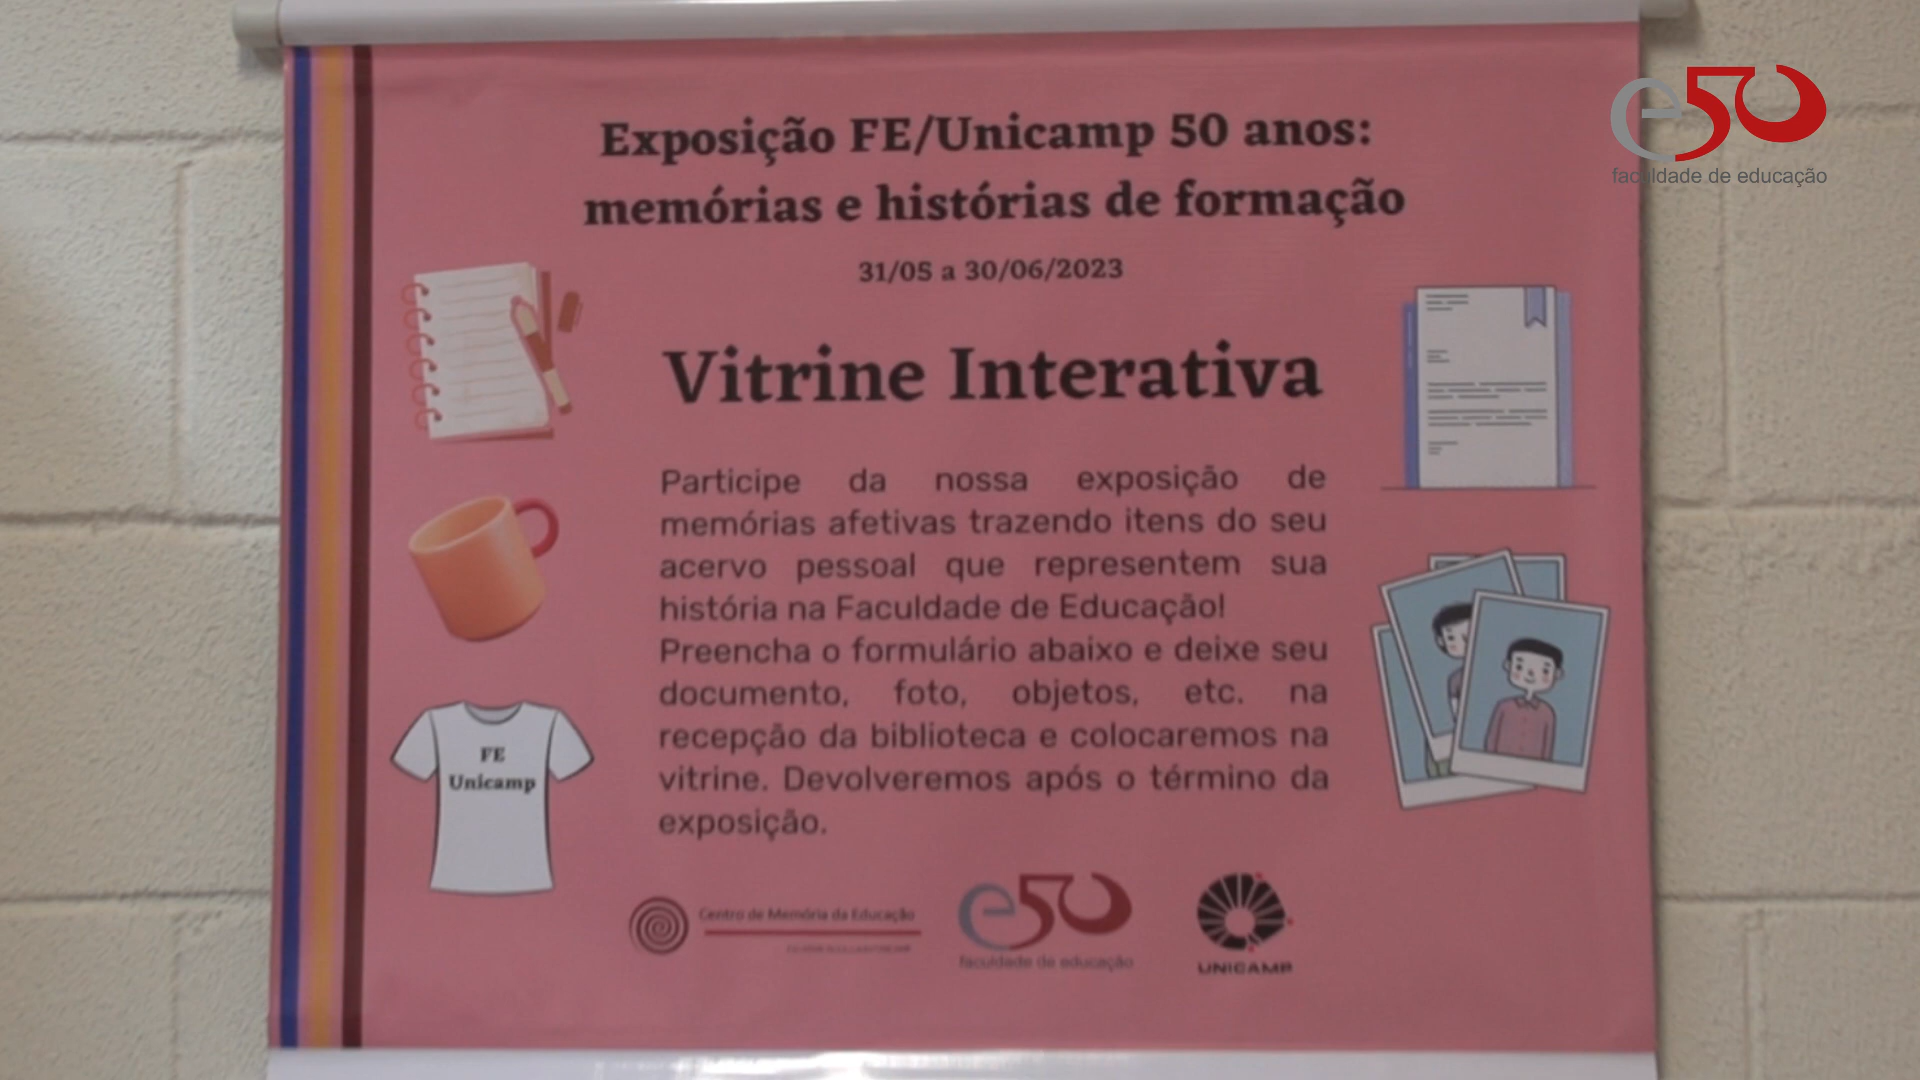 Exposição FE/Unicamp 50 anos:
memórias e histórias de formação
31/05 a 30/06/2023
Vitrine Interativa
Participe da nossa exposição de
memórias afetivas trazendo itens do seu
acervo pessoal que representem sua
história na Faculdade de Educação!
Preencha o formulário abaixo e deixe seu
documento, foto, objetos, etc. na
recepção da biblioteca e colocaremos na
vitrine. Devolveremos após o término da
exposição.
FE
Unicamp
Centro de Memória da Educação
e50
faculdade de educação
UNICAMP
e50
faculdade de educação